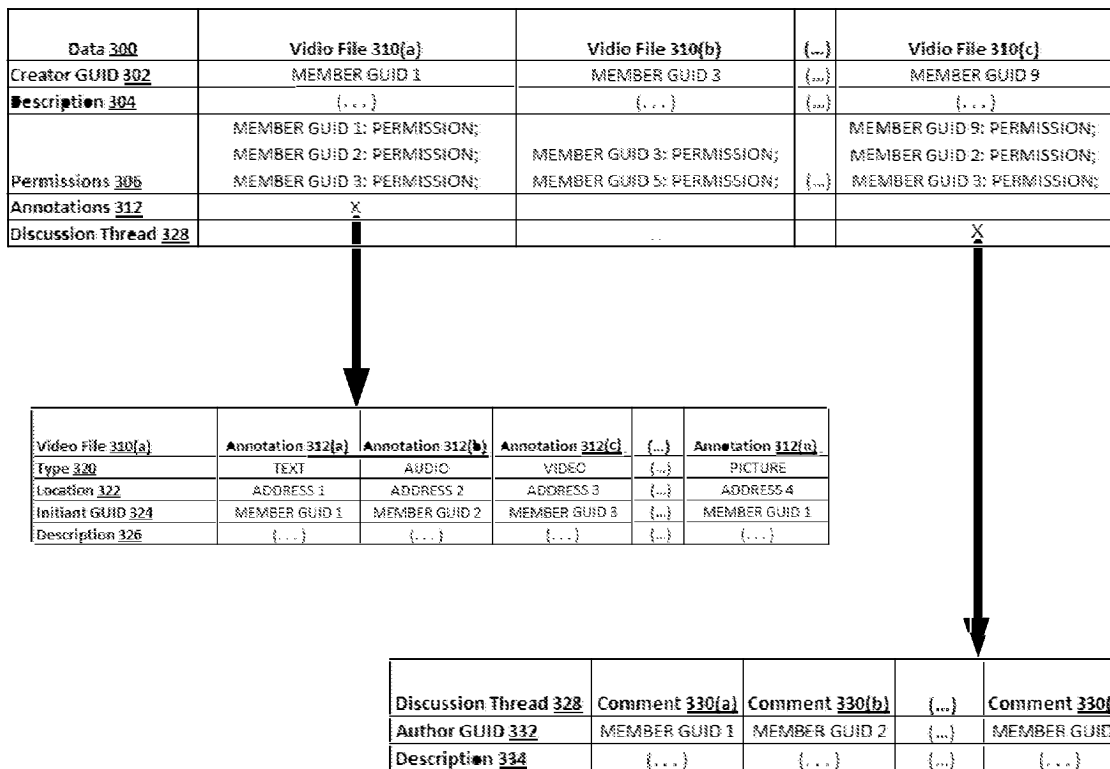 Data 300 Vidio File 310(a) Vidio File 310(b) (...) Vidio File 310(c)
Creator GUID 302 MEMBER GUID 1 MEMBER GUID 3 (...) MEMBER GUID 9
Description 304 (...) (...) (...) (...)
MEMBER GUID 1: PERMISSION; MEMBER GUID 9: PERMISSION;
MEMBER GUID 2: PERMISSION; MEMBER GUID 3: PERMISSION; MEMBER GUID 2: PERMISSION;
Permissions 306 MEMBER GUID 3: PERMISSION; MEMBER GUID 5: PERMISSION; (...) MEMBER GUID 3: PERMISSION;
Annotations 312 X
Discussion Thread 328 .. X
Video File 310(a) Annotation 312(a) Annotation 312(b) Annotation 312(c) (...) Annotation 312(n)
Type 320 TEXT AUDIO VIDEO (...) PICTURE
Location 322 ADDRESS 1 ADDRESS 2 ADDRESS 3 (...) ADDRESS 4
Initiant GUID 324 MEMBER GUID 1 MEMBER GUID 2 MEMBER GUID 3 (...) MEMBER GUID 1
Description 326 (...) (...) (...) (...)
Discussion Thread 328 Comment 330(a) Comment 330(b) (...) Comment 330(
Author GUID 332 MEMBER GUID 1 MEMBER GUID 2 (...) MEMBER GUID
Description 334 (...) (...) (...) (...)